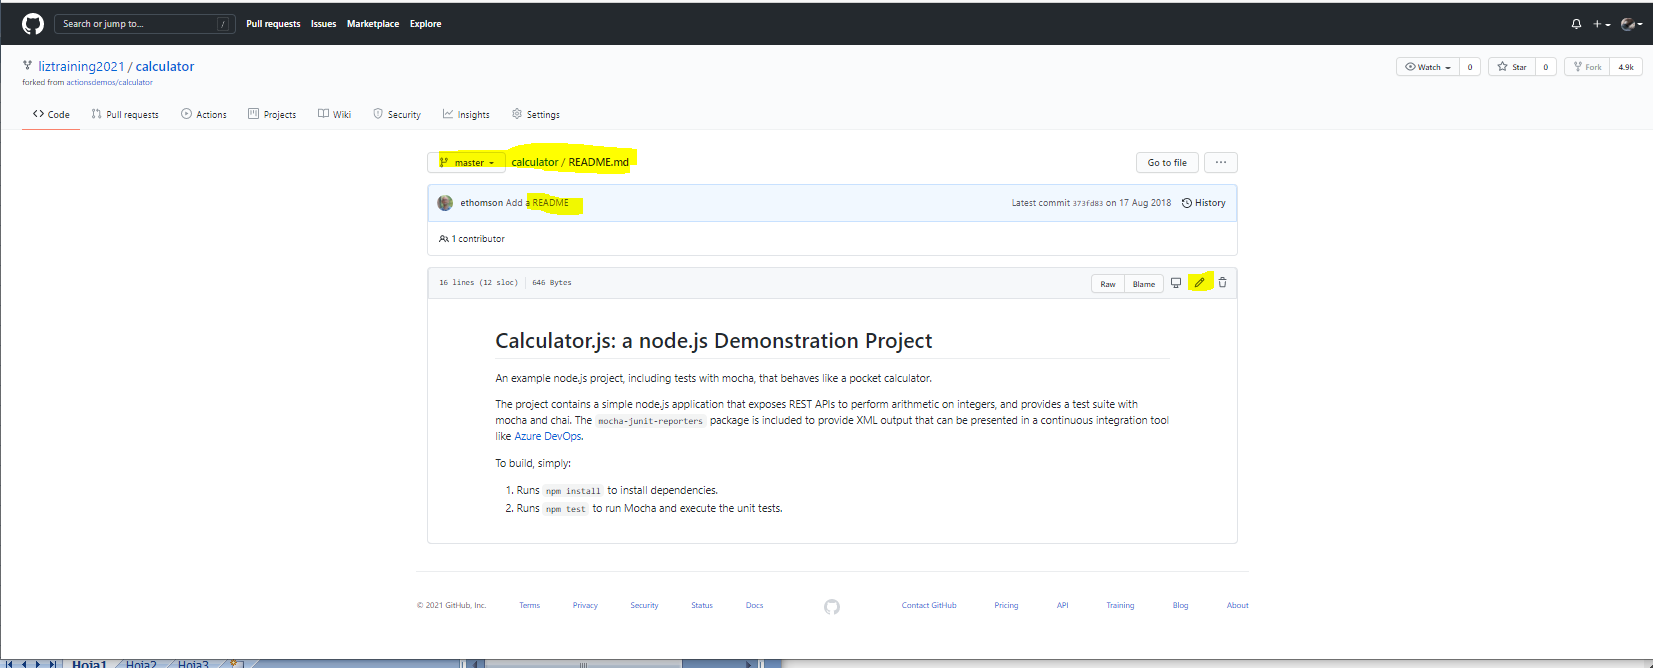 Search or jump to... /
Pull requests Issues Marketplace Explore
liztraining2021 / calculator
forked from actionsdemos/calculator
Watch 0 Star 0 Fork 4.9k
Code Pull requests Actions Projects Wiki Security Insights Settings
master calculator / README.md
Go to file ...
ethomson Add a README
Latest commit 373fd83 on 17 Aug 2018 History
1 contributor
16 lines (12 sloc) 646 Bytes
Raw Blame
Calculator.js: a node.js Demonstration Project
An example node.js project, including tests with mocha, that behaves like a pocket calculator.
The project contains a simple node.js application that exposes REST APIs to perform arithmetic on integers, and provides a test suite with
mocha and chai. The mocha-junit-reporters package is included to provide XML output that can be presented in a continuous integration tool
like Azure DevOps.
To build, simply:
1. Runs npm install to install dependencies.
2. Runs npm test to run Mocha and execute the unit tests.
© 2021 GitHub, Inc. Terms Privacy Security Status Docs Contact GitHub Pricing API Training Blog About
Hoja1 Hoja2 Hoja3